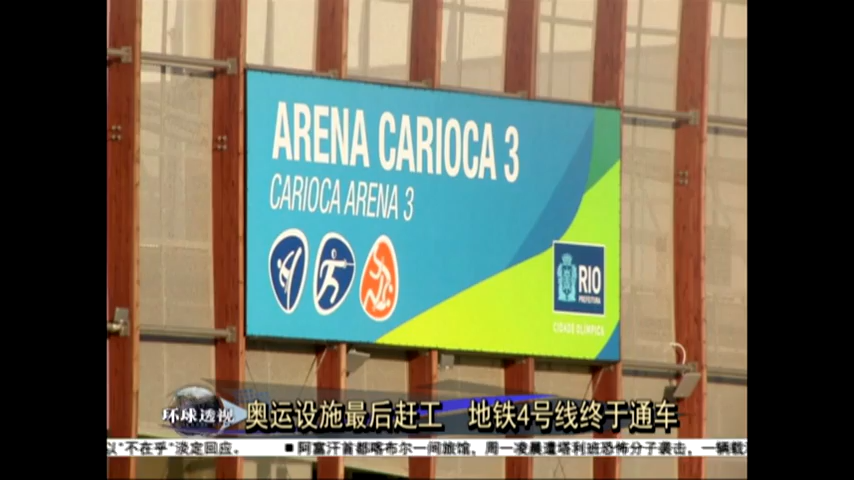 ARENA CARIOCA 3
CARIOCA ARENA 3
RIO
PREFEITURA
CIDADE OLÍMPICA
环球透视
奥运设施最后赶工 地铁4号线终于通车
以"不在乎"淡定回应。 ■ 阿富汗首都喀布尔一间旅馆，周一凌晨遭塔利班恐怖分子袭击，一辆载